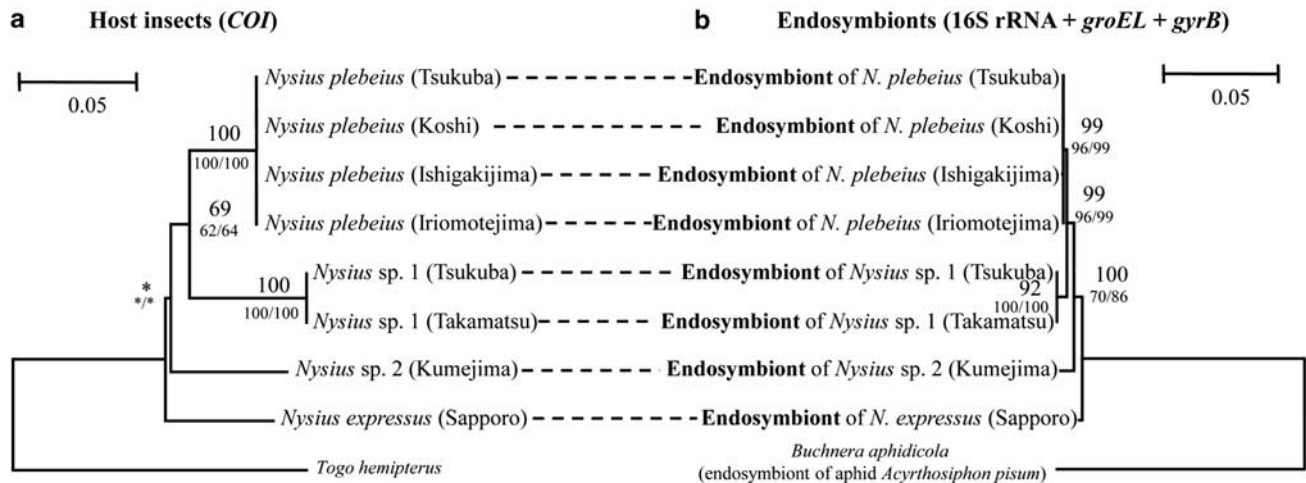 a Host insects (COI)
b Endosymbionts (16S rRNA + groEL + gyrB)
0.05
0.05
Nysius plebeius (Tsukuba)
Endosymbiont of N. plebeius (Tsukuba)
100
100/100
Nysius plebeius (Koshi)
Endosymbiont of N. plebeius (Koshi)
99
96/99
Nysius plebeius (Ishigakijima)
Endosymbiont of N. plebeius (Ishigakijima)
69
62/64
Nysius plebeius (Iriomotejima)
Endosymbiont of N. plebeius (Iriomotejima)
99
96/99
*
*/*
100
100/100
Nysius sp. 1 (Tsukuba)
Endosymbiont of Nysius sp. 1 (Tsukuba)
92
100/100
100
70/86
Nysius sp. 1 (Takamatsu)
Endosymbiont of Nysius sp. 1 (Takamatsu)
Nysius sp. 2 (Kumejima)
Endosymbiont of Nysius sp. 2 (Kumejima)
Nysius expressus (Sapporo)
Endosymbiont of N. expressus (Sapporo)
Togo hemipterus
Buchnera aphidicola
(endosymbiont of aphid Acyrthosiphon pisum)